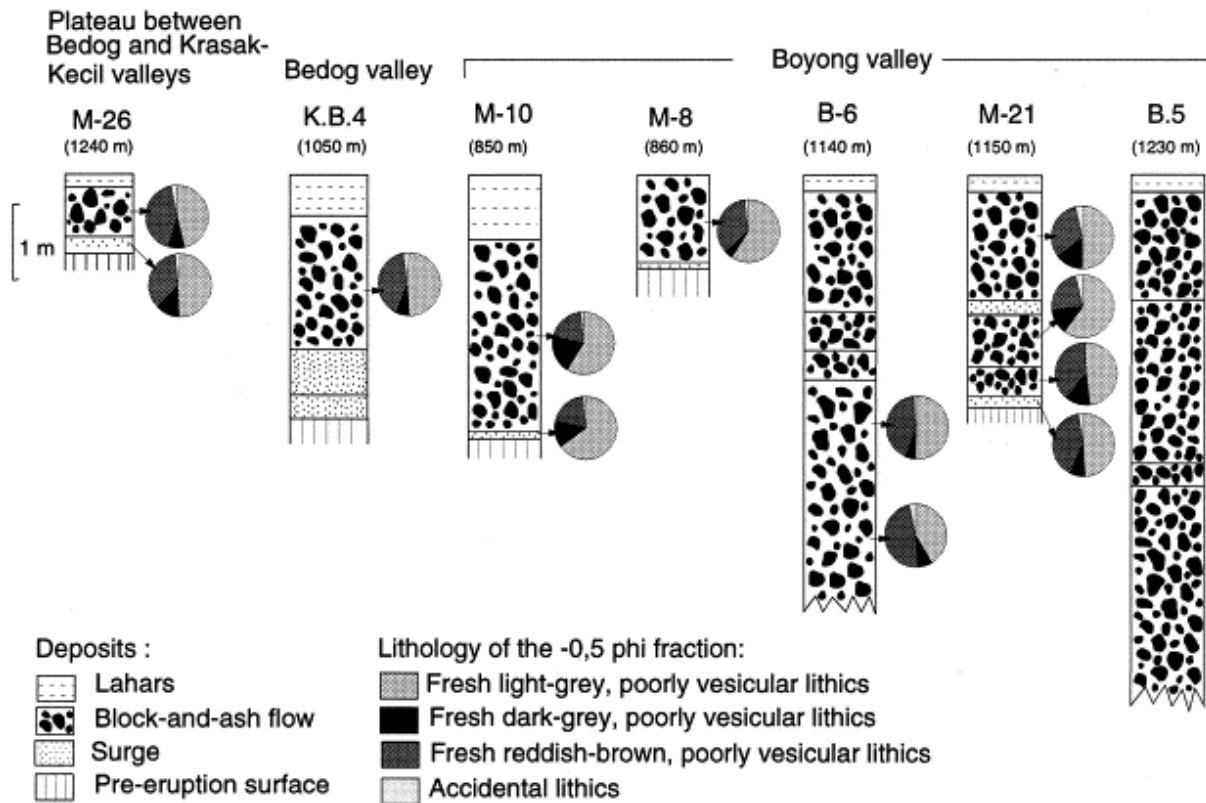 Plateau between
Bedog and Krasak-
Kecil valleys
Bedog valley
Boyong valley
M-26
(1240 m)
K.B.4
(1050 m)
M-10
(850 m)
M-8
(860 m)
B-6
(1140 m)
M-21
(1150 m)
B.5
(1230 m)
1 m
Deposits :
Lahars
Block-and-ash flow
Surge
Pre-eruption surface
Lithology of the -0,5 phi fraction:
Fresh light-grey, poorly vesicular lithics
Fresh dark-grey, poorly vesicular lithics
Fresh reddish-brown, poorly vesicular lithics
Accidental lithics